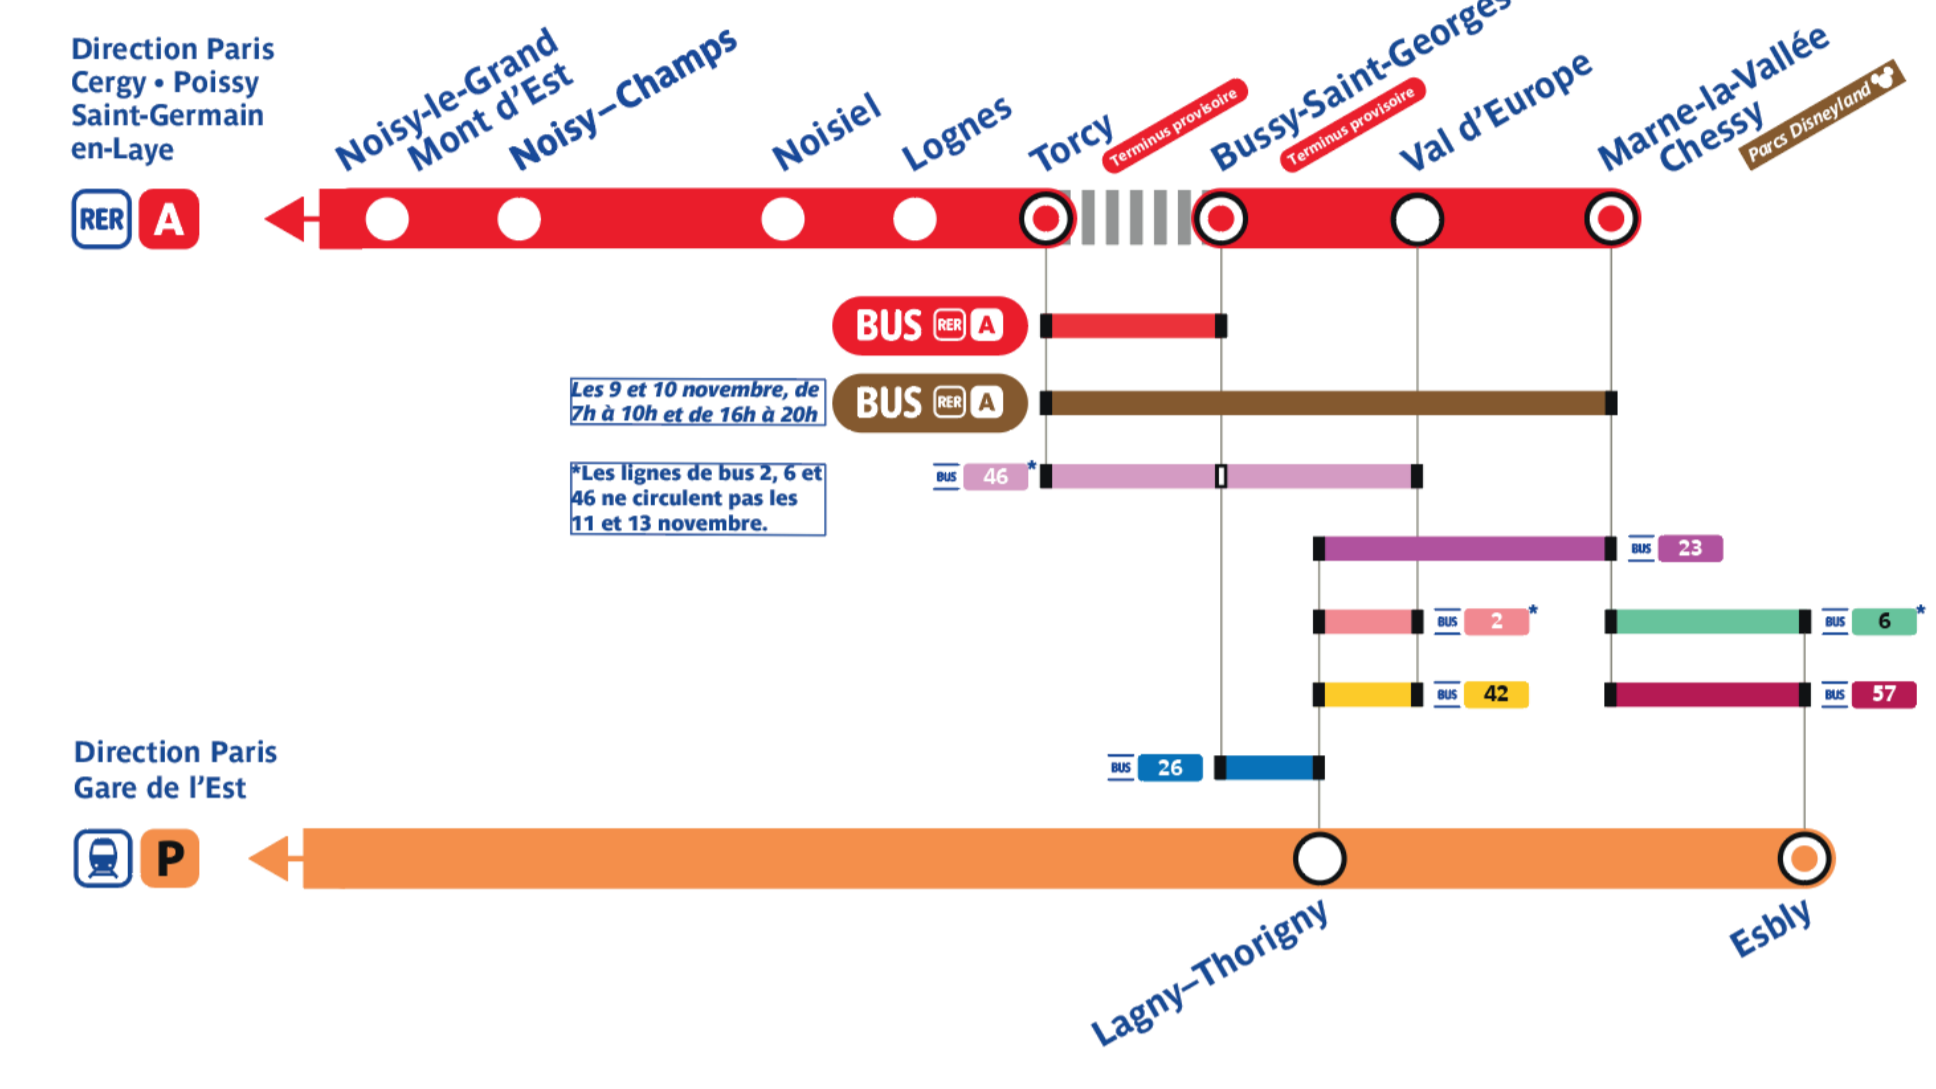 Direction Paris
Cergy • Poissy
Saint-Germain
en-Laye
RER A
Noisy-le-Grand
Mont d'Est
Noisy–Champs
Noisiel
Lognes
Torcy
Terminus provisoire
Bussy-Saint-Georges
Terminus provisoire
Val d'Europe
Marne-la-Vallée
Chessy
Parcs Disneyland
BUS RER A
Les 9 et 10 novembre, de
7h à 10h et de 16h à 20h
BUS RER A
*Les lignes de bus 2, 6 et
46 ne circulent pas les
11 et 13 novembre.
BUS 46*
BUS 23
BUS 2*
BUS 6*
BUS 42
BUS 57
BUS 26
Direction Paris
Gare de l'Est
P
Lagny–Thorigny
Esbly